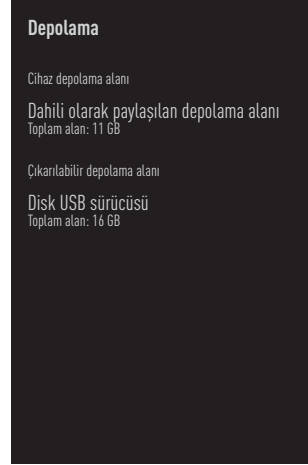 Depolama
Cihaz depolama alanı
Dahili olarak paylaşılan depolama alanı
Toplam alan: 11 GB
Çıkarılabilir depolama alanı
Disk USB sürücüsü
Toplam alan: 16 GB